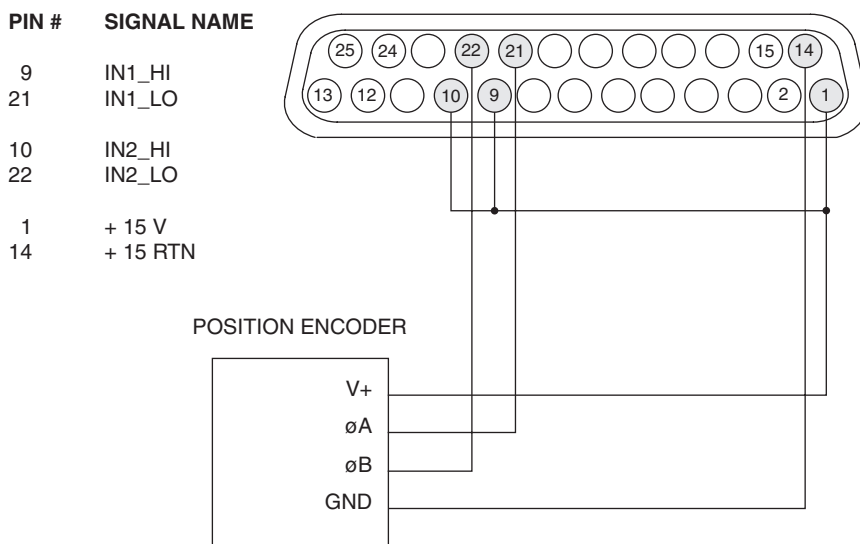 PIN # SIGNAL NAME
9 IN1_HI
21 IN1_LO
10 IN2_HI
22 IN2_LO
1 + 15 V
14 + 15 RTN
25 24 22 21 15 14
13 12 10 9 2 1
POSITION ENCODER
V+
øA
øB
GND